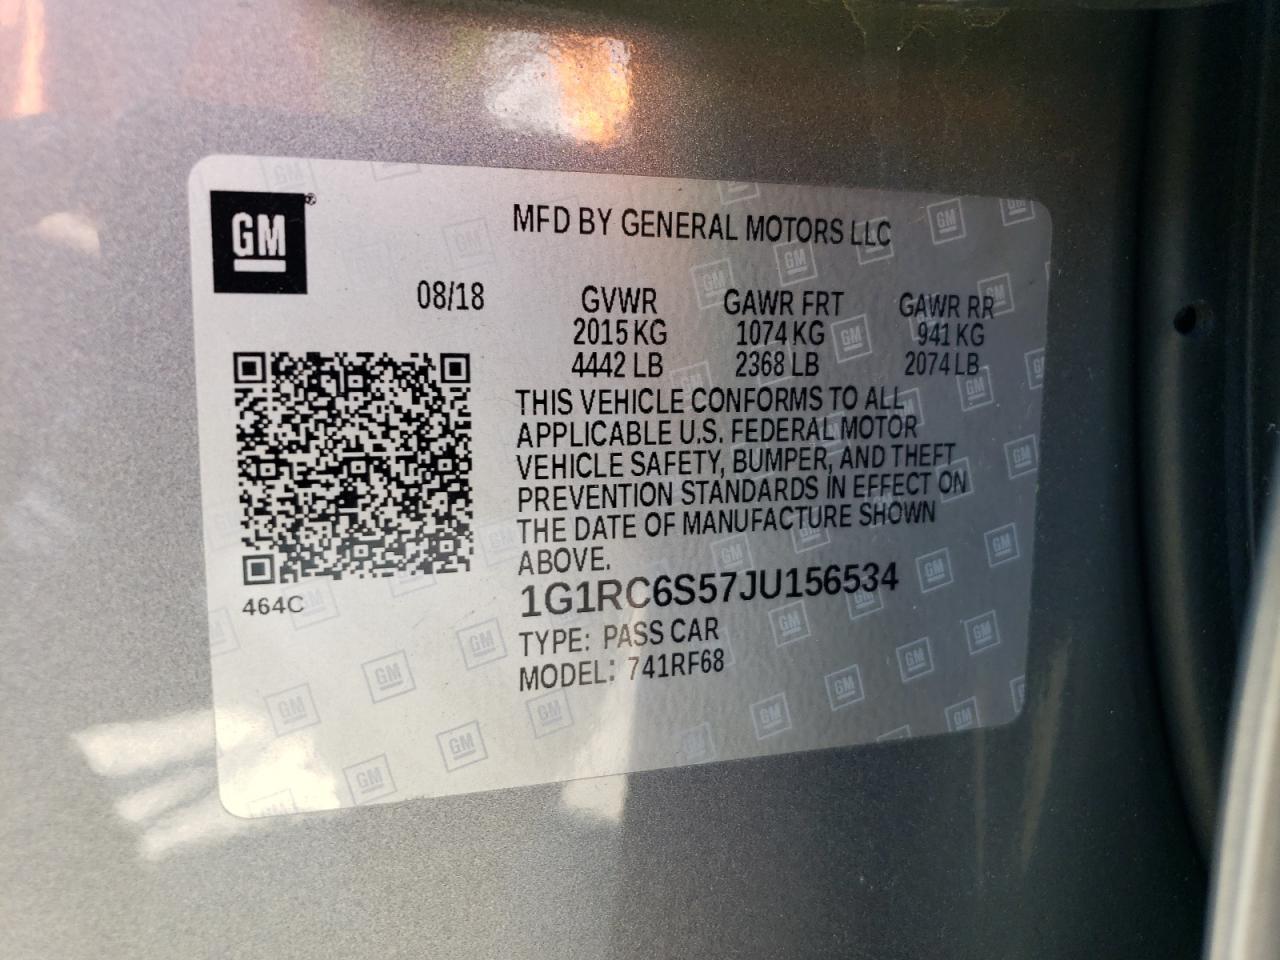 GM
MFD BY GENERAL MOTORS LLC
08/18 GVWR GAWR FRT GAWR RR
2015 KG 1074 KG 941 KG
4442 LB 2368 LB 2074 LB
THIS VEHICLE CONFORMS TO ALL
APPLICABLE U.S. FEDERAL MOTOR
VEHICLE SAFETY, BUMPER, AND THEFT
PREVENTION STANDARDS IN EFFECT ON
THE DATE OF MANUFACTURE SHOWN
ABOVE.
464C
1G1RC6S57JU156534
TYPE: PASS CAR
MODEL: 741RF68